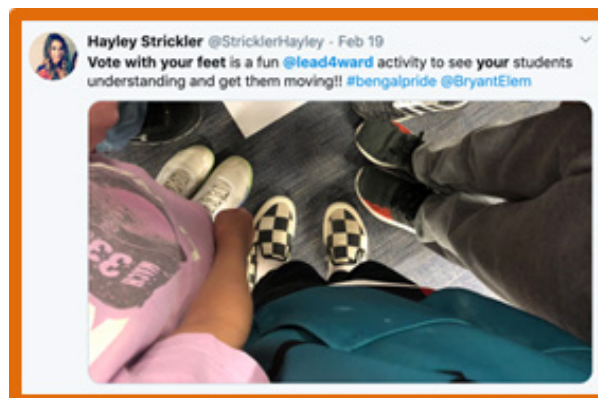 Hayley Strickler @StricklerHayley - Feb 19
Vote with your feet is a fun @lead4ward activity to see your students
understanding and get them moving!! #bengalpride @BryantElem